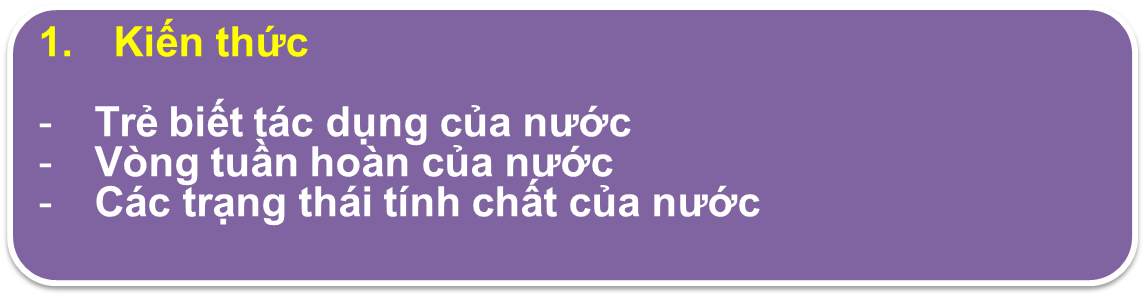 1. Kiến thức
- Trẻ biết tác dụng của nước
- Vòng tuần hoàn của nước
- Các trạng thái tính chất của nước